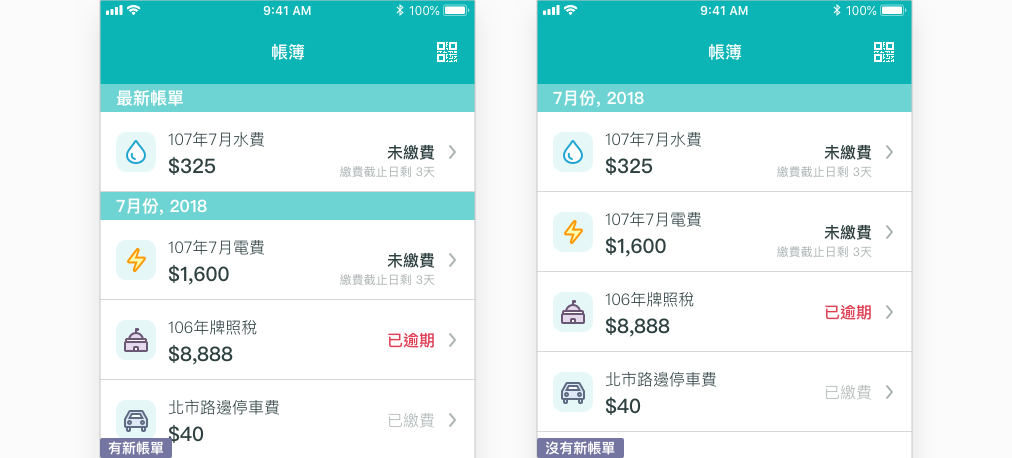 9:41 AM
100%
帳簿
最新帳單
107年7月水費
$325
未繳費
繳費截止日剩 3天
7月份, 2018
107年7月電費
$1,600
未繳費
繳費截止日剩 3天
106年牌照稅
$8,888
已逾期
北市路邊停車費
$40
已繳費
有新帳單
9:41 AM
100%
帳簿
7月份, 2018
107年7月水費
$325
未繳費
繳費截止日剩 3天
107年7月電費
$1,600
未繳費
繳費截止日剩 3天
106年牌照稅
$8,888
已逾期
北市路邊停車費
$40
已繳費
沒有新帳單